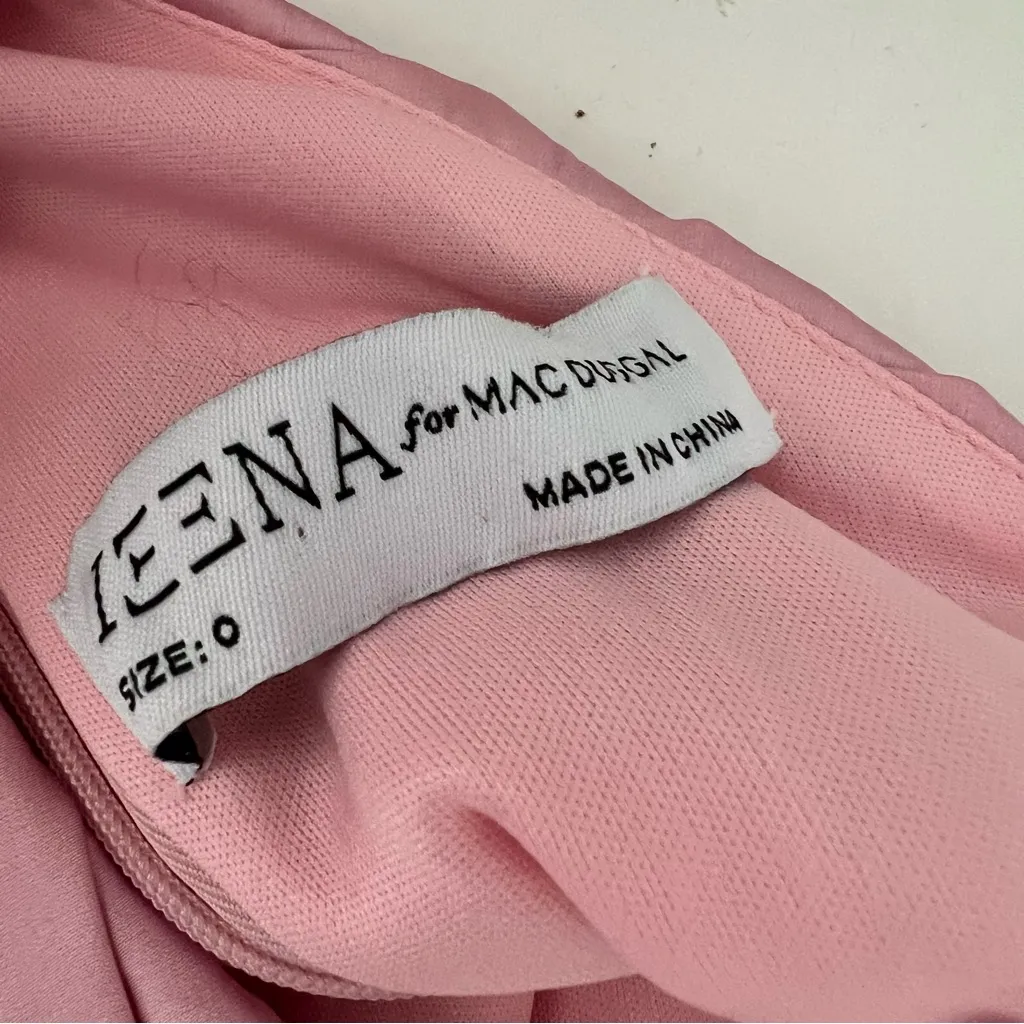 IEENA for MAC DUGGAL
MADE IN CHINA
SIZE: 0